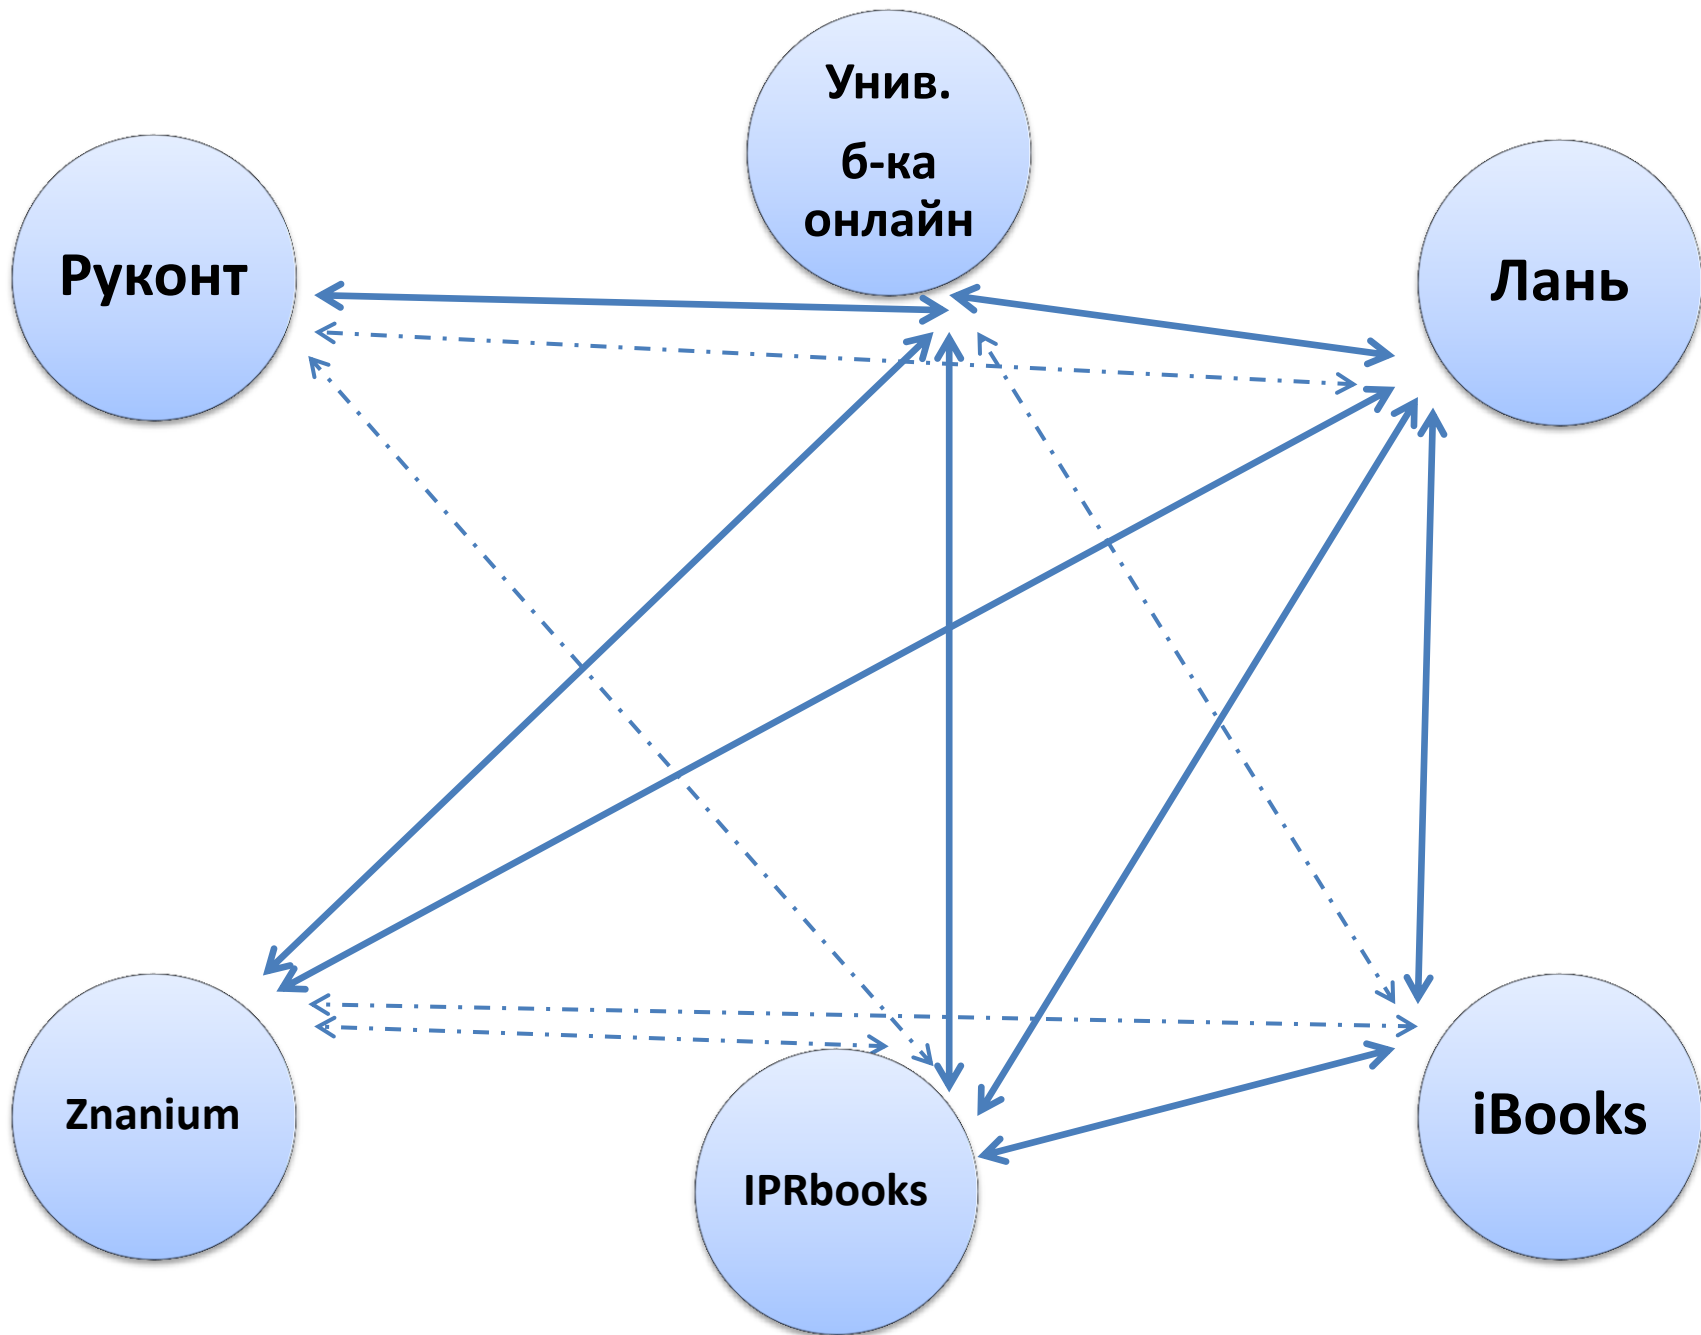 Унив.
б-ка
онлайн
Руконт
Лань
Znanium
IPRbooks
iBooks